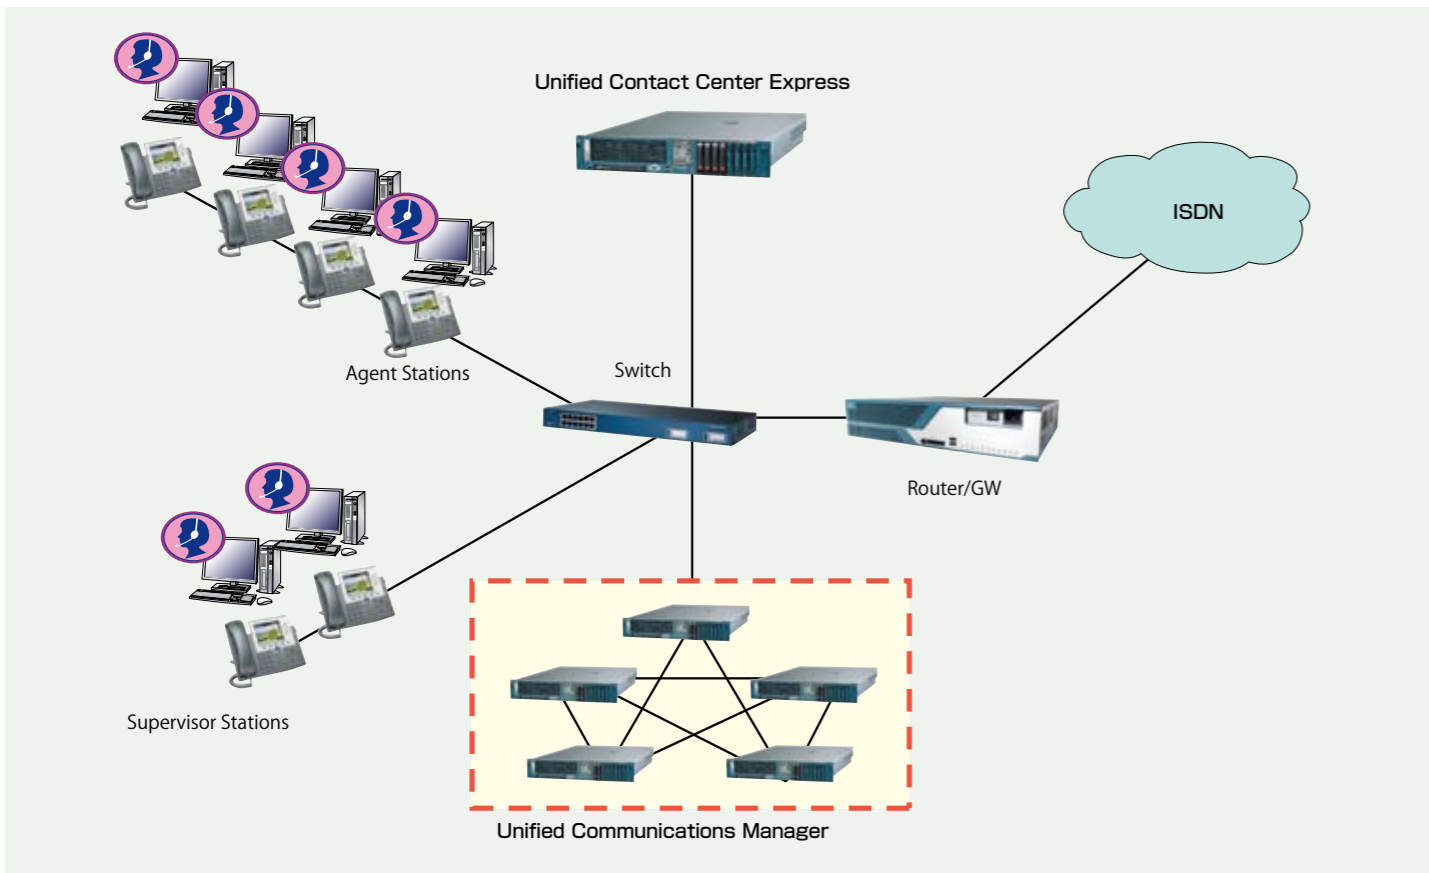 Unified Contact Center Express
ISDN
Agent Stations
Switch
Router/GW
Supervisor Stations
Unified Communications Manager